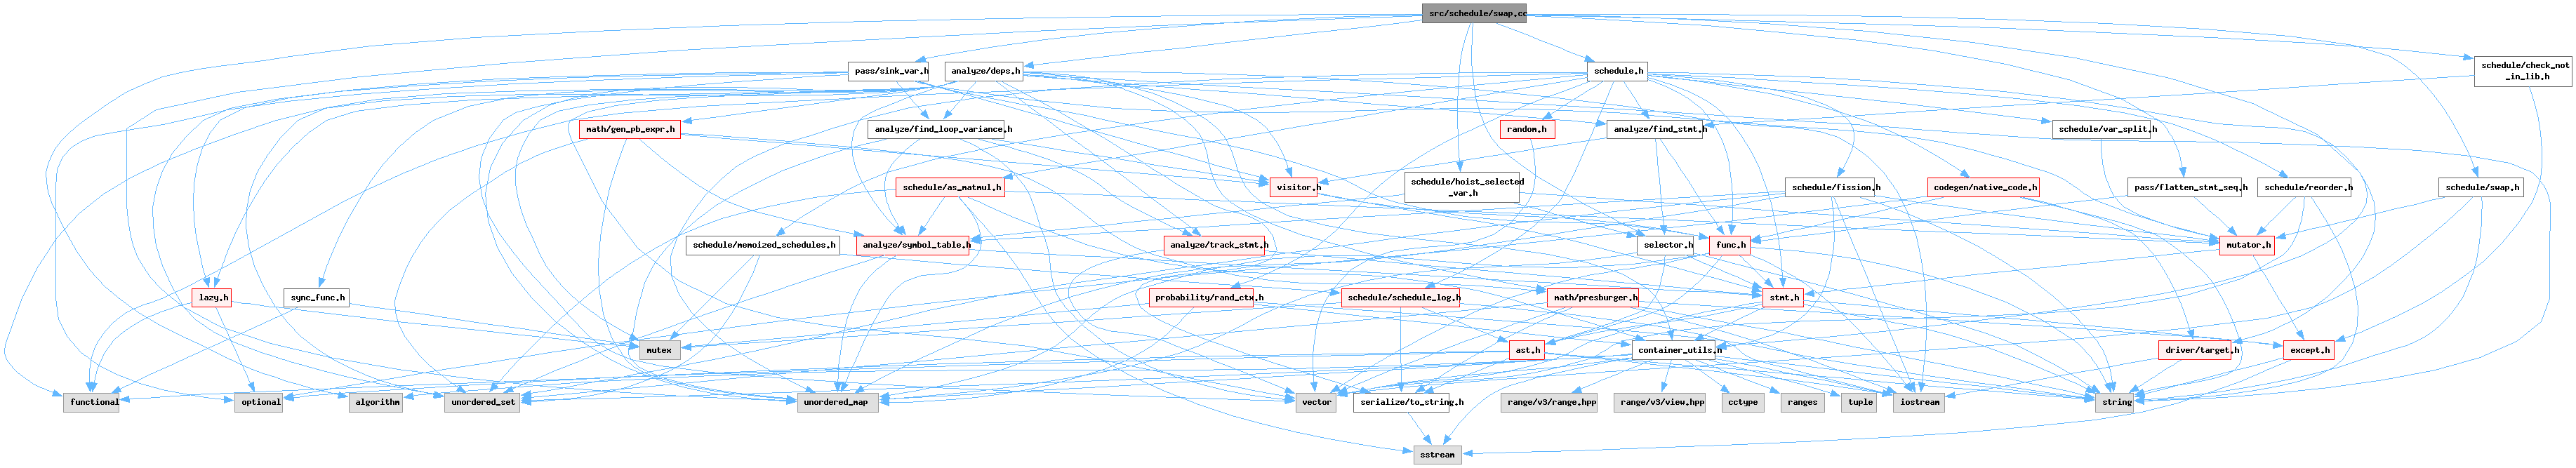 src/schedule/swap.cc
pass/sink_var.h
analyze/deps.h
schedule.h
schedule/check_not
_in_lib.h
math/gen_pb_expr.h
analyze/find_loop_variance.h
random.h
analyze/find_stmt.h
schedule/var_split.h
schedule/as_matmul.h
visitor.h
schedule/hoist_selected
_var.h
schedule/fission.h
codegen/native_code.h
pass/flatten_stmt_seq.h
schedule/reorder.h
schedule/swap.h
schedule/memoized_schedules.h
analyze/symbol_table.h
analyze/track_stmt.h
selector.h
func.h
mutator.h
lazy.h
sync_func.h
probability/rand_ctx.h
schedule/schedule_log.h
math/presburger.h
stmt.h
mutex
ast.h
container_utils.h
driver/target.h
except.h
functional
optional
algorithm
unordered_set
unordered_map
vector
serialize/to_string.h
range/v3/range.hpp
range/v3/view.hpp
cctype
ranges
tuple
iostream
string
sstream